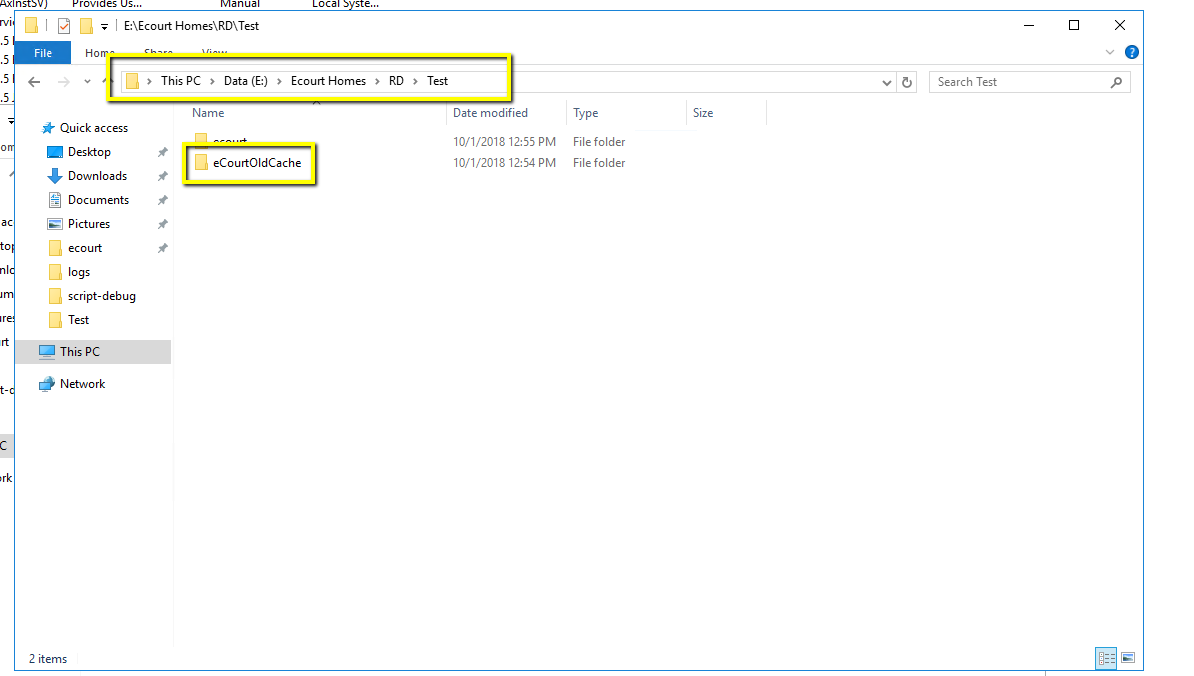 AxInstSV) Provides Us... Manual Local Syste...
E:\Ecourt Homes\RD\Test
File Home Share View
This PC Data (E:) Ecourt Homes RD Test
Search Test
Name Date modified Type Size
Quick access
ecourt 10/1/2018 12:55 PM File folder
Desktop
eCourtOldCache 10/1/2018 12:54 PM File folder
Downloads
Documents
Pictures
ecourt
logs
script-debug
Test
This PC
Network
2 items